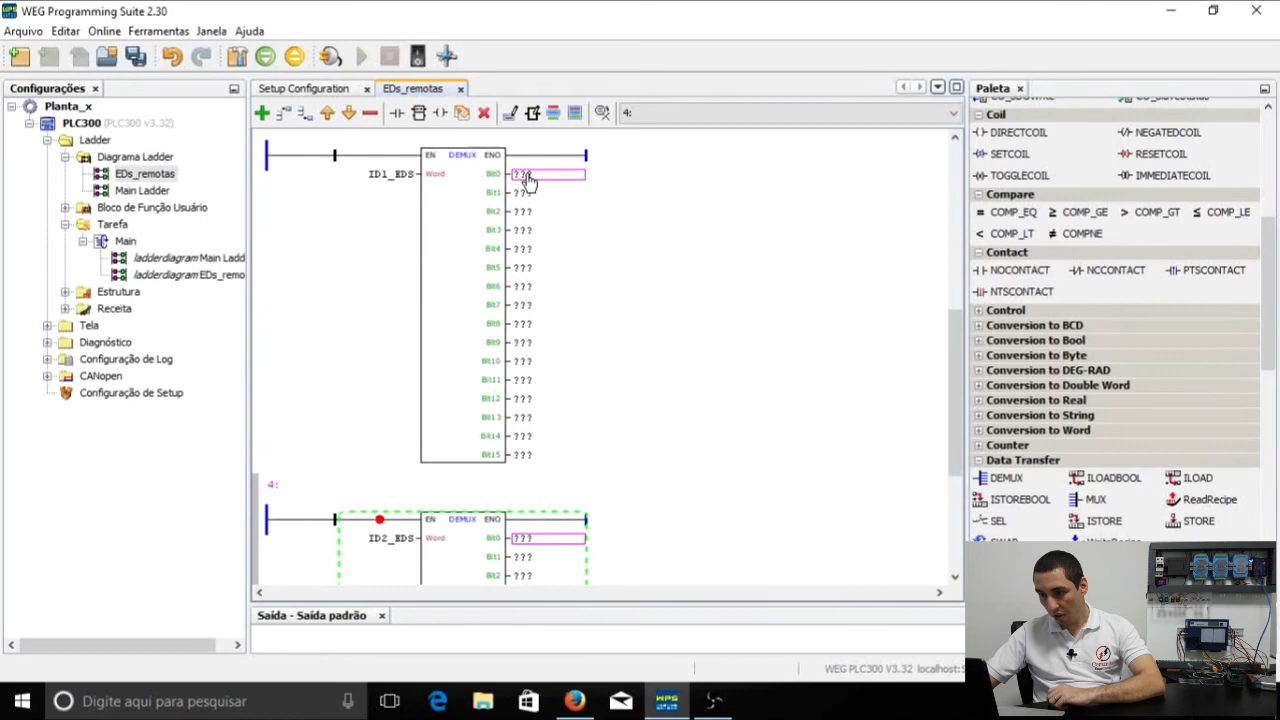 WEG Programming Suite 2.30
Arquivo Editar Online Ferramentas Janela Ajuda
Configurações
Planta_x
PLC300 (PLC300 v3.32)
Ladder
Diagrama Ladder
EDs_remotas
Main Ladder
Bloco de Função Usuário
Tarefa
Main
ladderdiagram Main Ladd
ladderdiagram EDs_remo
Estrutura
Receita
Tela
Diagnóstico
Configuração de Log
CANopen
Configuração de Setup
Setup Configuration EDs_remotas
4:
EN DEMUX ENO
ID1_EDS Word Bit0 ???
Bit1 ???
Bit2 ???
Bit3 ???
Bit4 ???
Bit5 ???
Bit6 ???
Bit7 ???
Bit8 ???
Bit9 ???
Bit10 ???
Bit11 ???
Bit12 ???
Bit13 ???
Bit14 ???
Bit15 ???
4:
EN DEMUX ENO
ID2_EDS Word Bit0 ???
Bit1 ???
Bit2 ???
Saída - Saída padrão
Paleta
Coil
DIRECTCOIL NEGATEDCOIL
SETCOIL RESETCOIL
TOGGLECOIL IMMEDIATECOIL
Compare
= COMP_EQ ≥ COMP_GE > COMP_GT ≤ COMP_LE
< COMP_LT ≠ COMPNE
Contact
NOCONTACT NCCONTACT PTSCONTACT
NTSCONTACT
Control
Conversion to BCD
Conversion to Bool
Conversion to Byte
Conversion to DEG-RAD
Conversion to Double Word
Conversion to Real
Conversion to String
Conversion to Word
Counter
Data Transfer
DEMUX ILOADBOOL ILOAD
ISTOREBOOL MUX ReadRecipe
SEL ISTORE STORE
WEG PLC300 V3.32 localhost:
Digite aqui para pesquisar